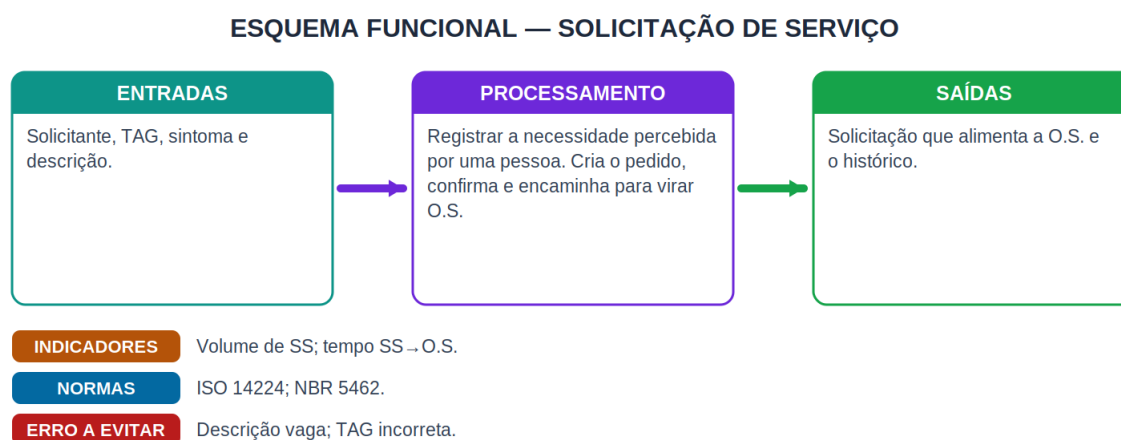 ESQUEMA FUNCIONAL — SOLICITAÇÃO DE SERVIÇO
ENTRADAS
Solicitante, TAG, sintoma e
descrição.
PROCESSAMENTO
Registrar a necessidade percebida
por uma pessoa. Cria o pedido,
confirma e encaminha para virar
O.S.
SAÍDAS
Solicitação que alimenta a O.S. e
o histórico.
INDICADORES
Volume de SS; tempo SS→O.S.
NORMAS
ISO 14224; NBR 5462.
ERRO A EVITAR
Descrição vaga; TAG incorreta.